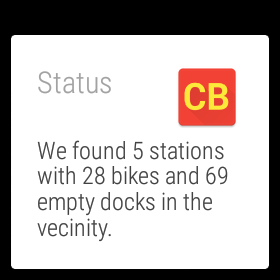 Status
CB
We found 5 stations
with 28 bikes and 69
empty docks in the
vecinity.